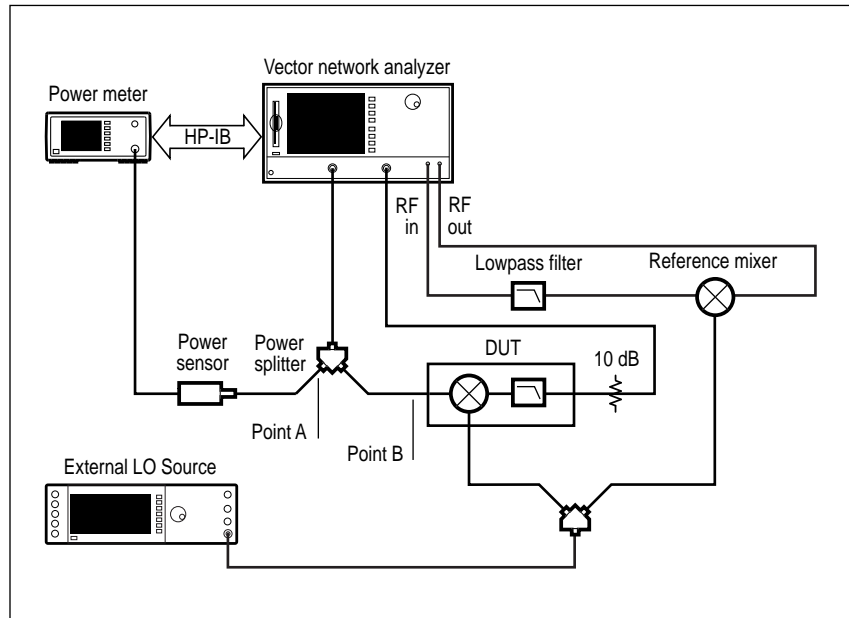 Vector network analyzer
Power meter
HP-IB
RF
in
RF
out
Lowpass filter
Reference mixer
Power
sensor
Power
splitter
DUT
10 dB
Point A
Point B
External LO Source